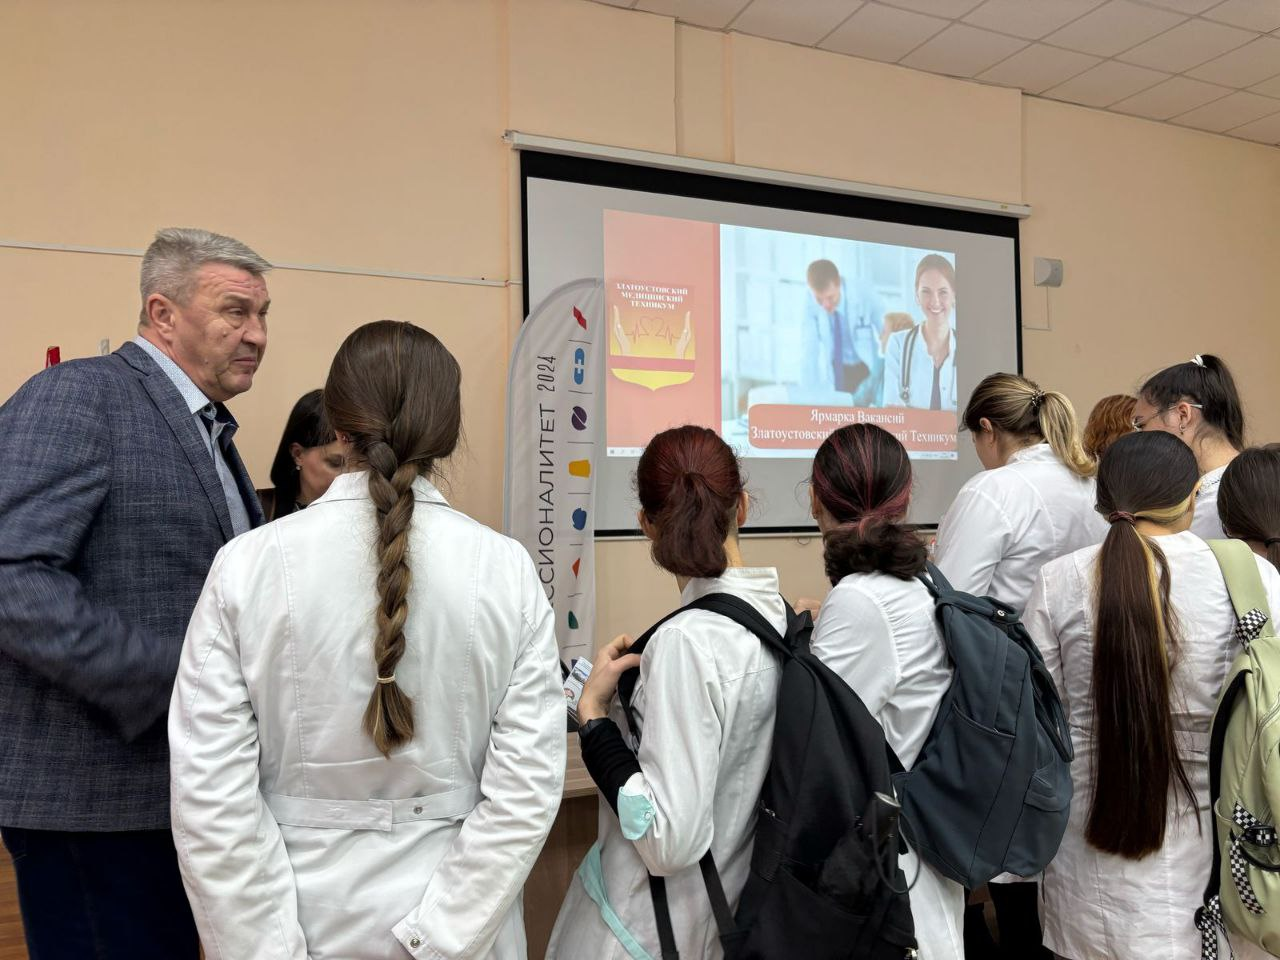 ЗЛАТОУСТОВСКИЙ
МЕДИЦИНСКИЙ
ТЕХНИКУМ
Ярмарка Вакансий
Златоустовский Техникум
ССИОНАЛИТЕТ 2024